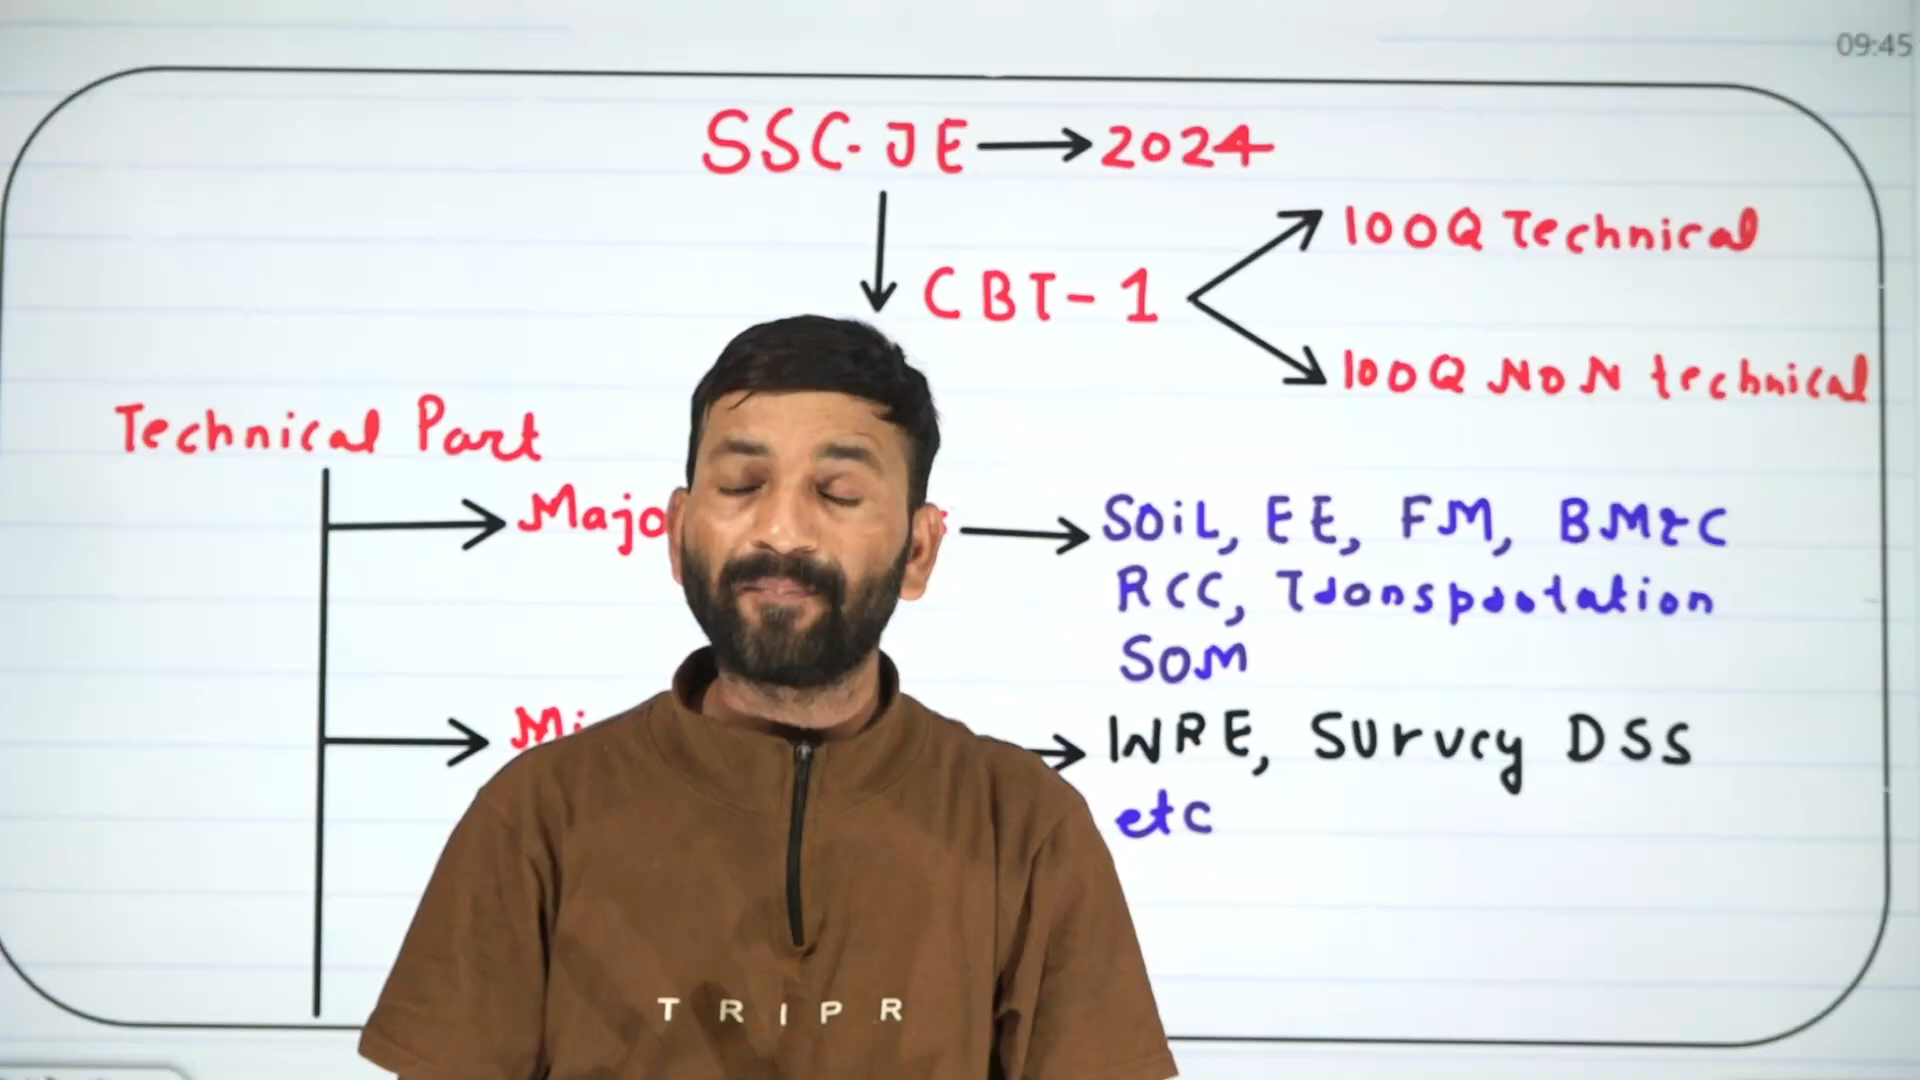 09:45
SSC-JE → 2024
100Q Technical
CBT-1
100Q NON technical
Technical Part
SOIL, EE, FM, BMTC
RCC, Transportation
SOM
WRE, Survey DSS
etc
TRIPR